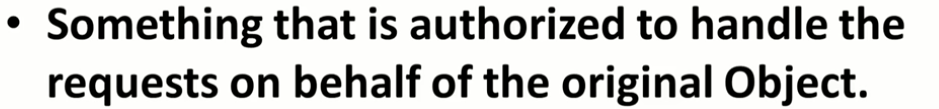 • Something that is authorized to handle the
requests on behalf of the original Object.